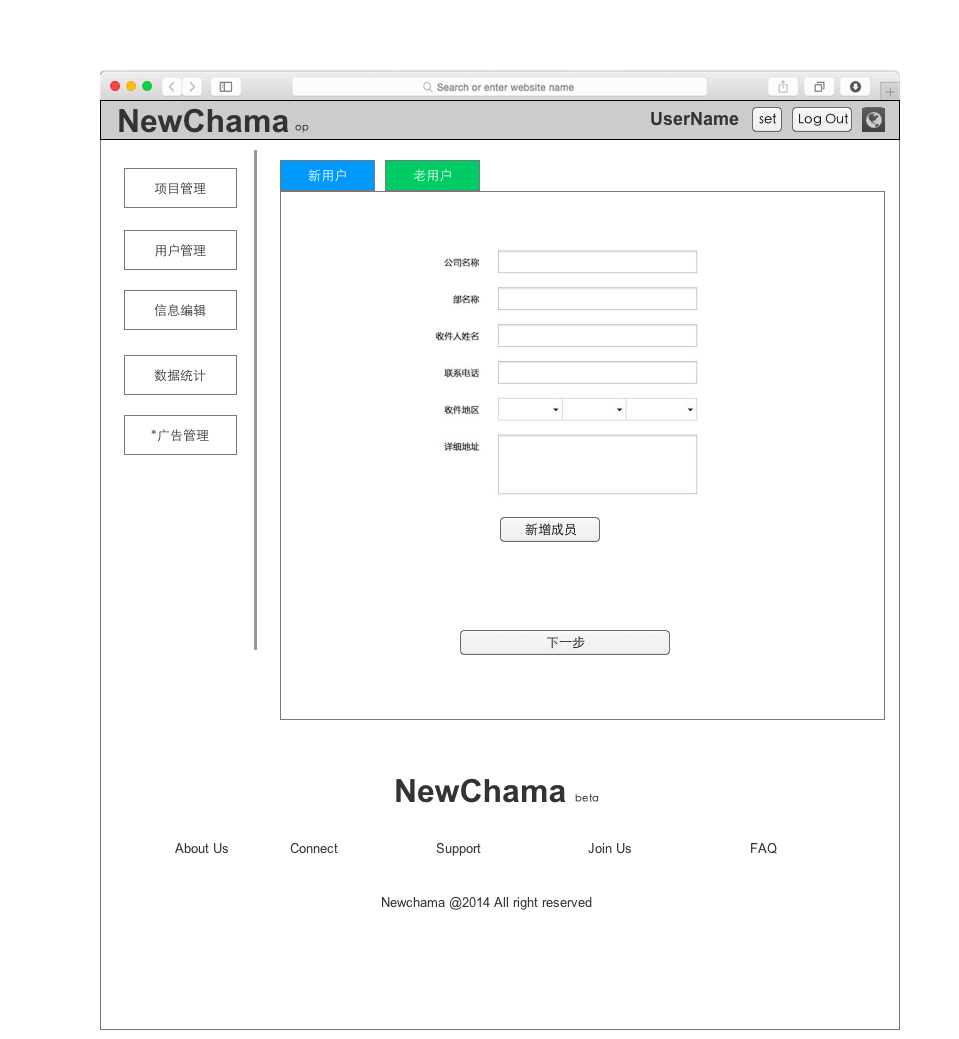 Search or enter website name
NewChama op
UserName
set
Log Out
项目管理
用户管理
信息编辑
数据统计
*广告管理
新用户
老用户
公司名称
部名称
收件人姓名
联系电话
收件地区
详细地址
新增成员
下一步
NewChama beta
About Us
Connect
Support
Join Us
FAQ
Newchama @2014 All right reserved